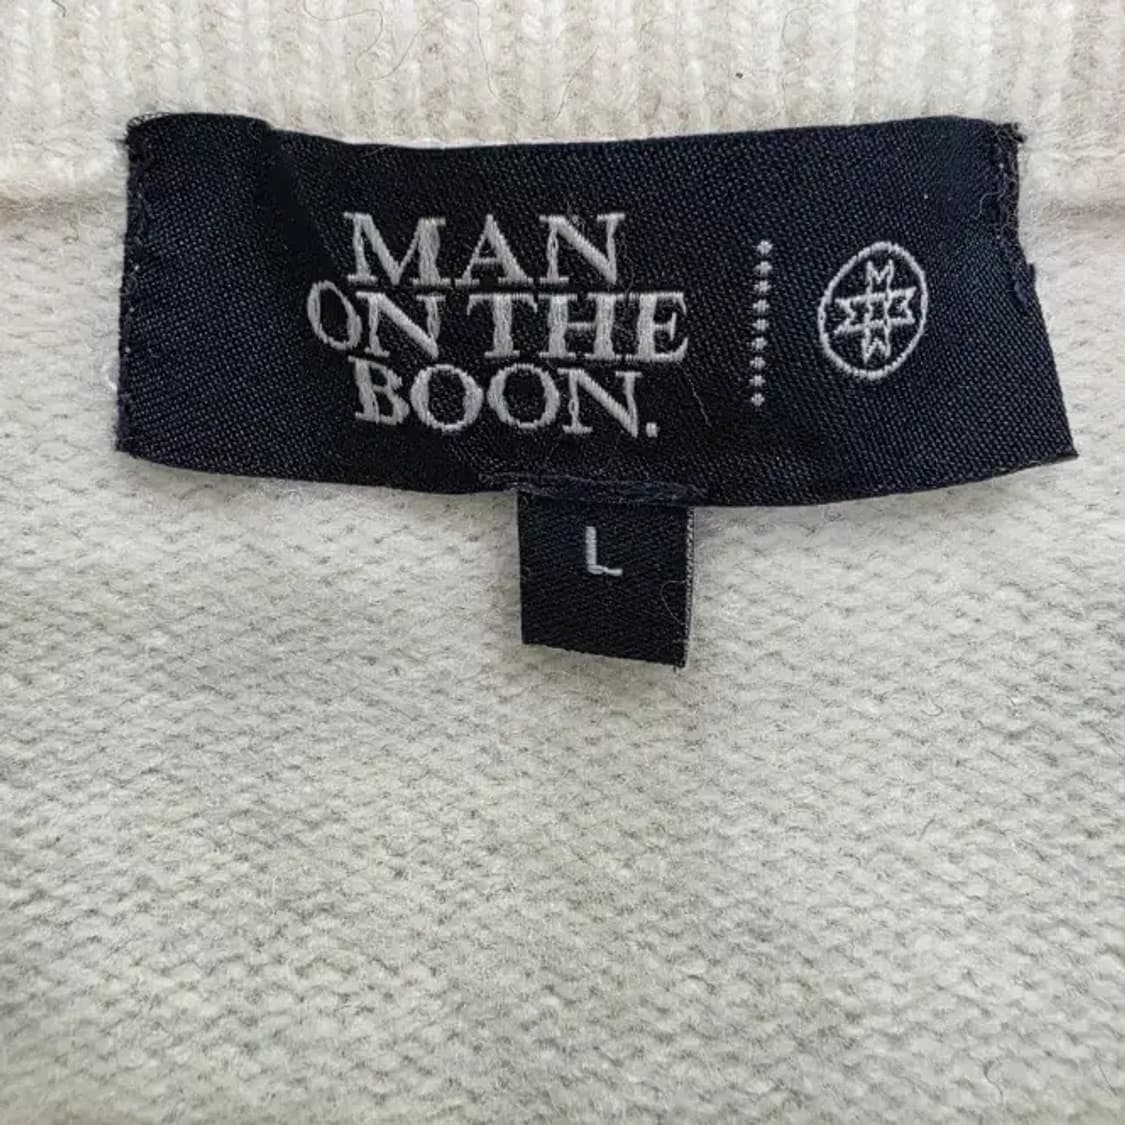 MAN
ON THE
BOON.
L